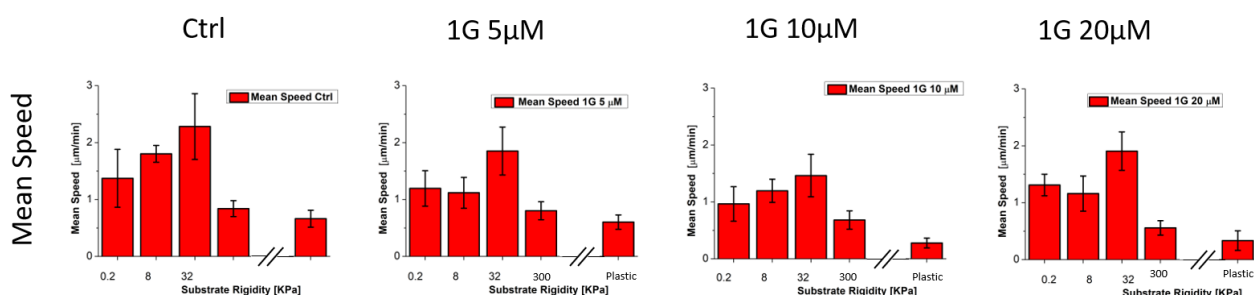 Ctrl
1G 5µM
1G 10µM
1G 20µM
Mean Speed
Mean Speed [µm/min]
3
2
1
0
Mean Speed Ctrl
0.2
8
32
Substrate Rigidity [KPa]
Mean Speed [µm/min]
3
2
1
0
Mean Speed 1G 5 µM
0.2
8
32
300
Plastic
Substrate Rigidity [KPa]
Mean Speed [µm/min]
3
2
1
0
Mean Speed 1G 10 µM
0.2
8
32
300
Plastic
Substrate Rigidity [KPa]
Mean Speed [µm/min]
3
2
1
0
Mean Speed 1G 20 µM
0.2
8
32
300
Plastic
Substrate Rigidity [KPa]